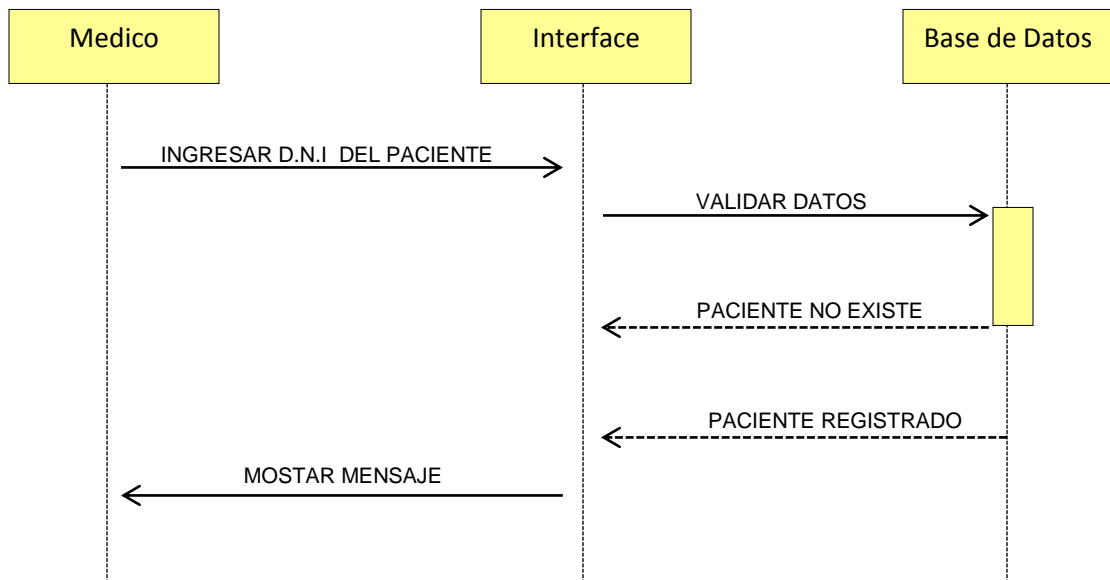 Medico
Interface
Base de Datos
INGRESAR D.N.I  DEL PACIENTE
VALIDAR DATOS
PACIENTE NO EXISTE
PACIENTE REGISTRADO
MOSTAR MENSAJE